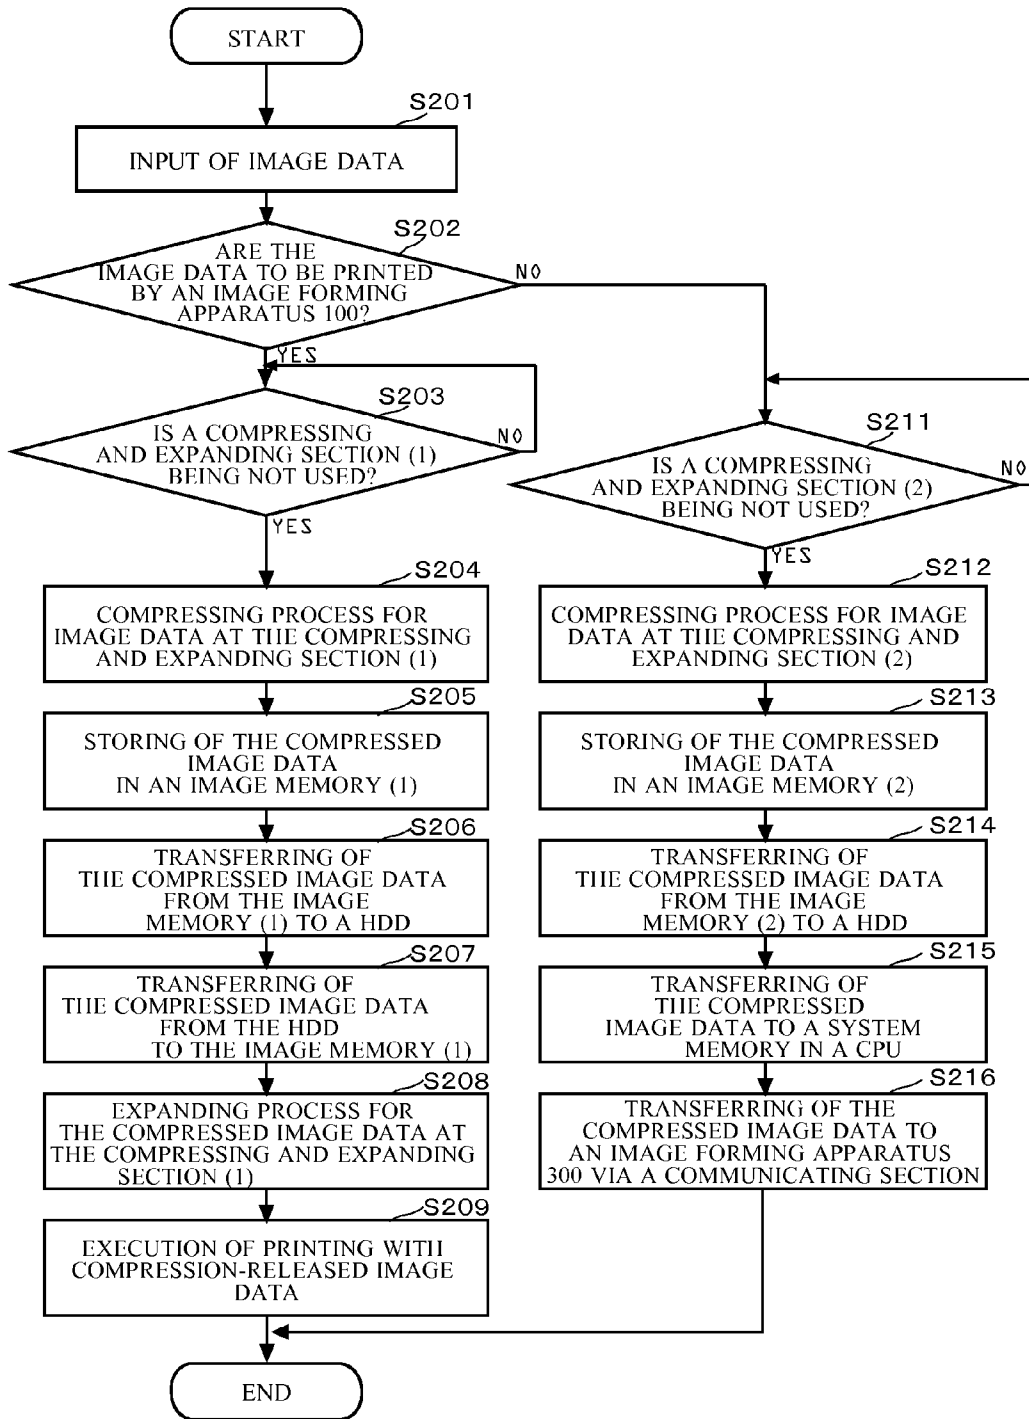 START
S201
INPUT OF IMAGE DATA
S202
ARE THE
IMAGE DATA TO BE PRINTED
BY AN IMAGE FORMING
APPARATUS 100?
NO
YES
S203
IS A COMPRESSING
AND EXPANDING SECTION (1)
BEING NOT USED?
NO
YES
S204
COMPRESSING PROCESS FOR
IMAGE DATA AT THE COMPRESSING
AND EXPANDING SECTION (1)
S205
STORING OF THE COMPRESSED
IMAGE DATA
IN AN IMAGE MEMORY (1)
S206
TRANSFERRING OF
THE COMPRESSED IMAGE DATA
FROM THE IMAGE
MEMORY (1) TO A HDD
S207
TRANSFERRING OF
THE COMPRESSED IMAGE DATA
FROM THE HDD
TO THE IMAGE MEMORY (1)
S208
EXPANDING PROCESS FOR
THE COMPRESSED IMAGE DATA AT
THE COMPRESSING AND EXPANDING
SECTION (1)
S209
EXECUTION OF PRINTING WITH
COMPRESSION-RELEASED IMAGE
DATA
S211
IS A COMPRESSING
AND EXPANDING SECTION (2)
BEING NOT USED?
NO
YES
S212
COMPRESSING PROCESS FOR IMAGE
DATA AT THE COMPRESSING AND
EXPANDING SECTION (2)
S213
STORING OF THE COMPRESSED
IMAGE DATA
IN AN IMAGE MEMORY (2)
S214
TRANSFERRING OF
THE COMPRESSED IMAGE DATA
FROM THE IMAGE
MEMORY (2) TO A HDD
S215
TRANSFERRING OF
THE COMPRESSED
IMAGE DATA TO A SYSTEM
MEMORY IN A CPU
S216
TRANSFERRING OF THE
COMPRESSED IMAGE DATA TO
AN IMAGE FORMING APPARATUS
300 VIA A COMMUNICATING SECTION
END